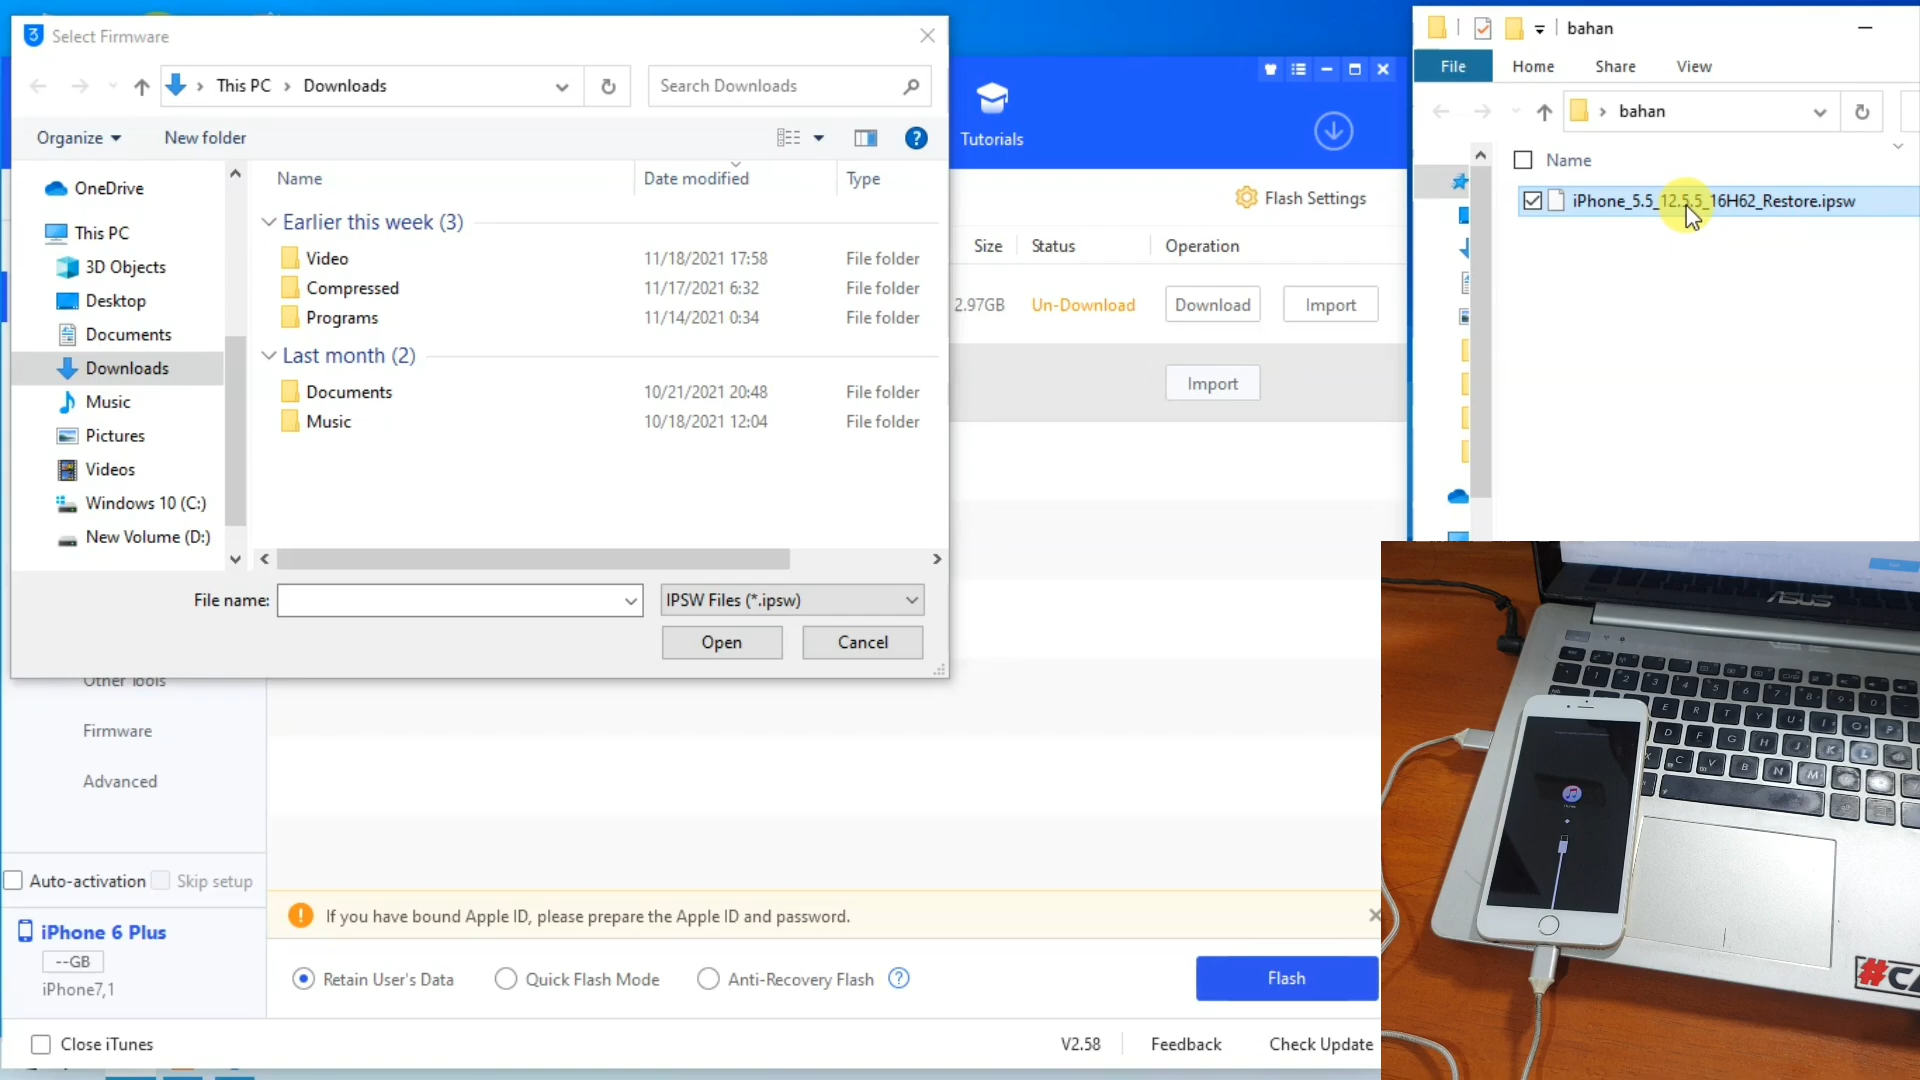 Select Firmware
This PC > Downloads
Search Downloads
Organize
New folder
Name
Date modified
Type
OneDrive
This PC
3D Objects
Desktop
Documents
Downloads
Music
Pictures
Videos
Windows 10 (C:)
New Volume (D:)
Earlier this week (3)
Video 11/18/2021 17:58 File folder
Compressed 11/17/2021 6:32 File folder
Programs 11/14/2021 0:34 File folder
Last month (2)
Documents 10/21/2021 20:48 File folder
Music 10/18/2021 12:04 File folder
File name:
IPSW Files (*.ipsw)
Open
Cancel
Tutorials
Flash Settings
Size
Status
Operation
2.97GB
Un-Download
Download
Import
Import
bahan
File
Home
Share
View
bahan
Name
iPhone_5.5_12.5.5_16H62_Restore.ipsw
Other Tools
Firmware
Advanced
Auto-activation
Skip setup
If you have bound Apple ID, please prepare the Apple ID and password.
iPhone 6 Plus
--GB
iPhone7,1
Retain User's Data
Quick Flash Mode
Anti-Recovery Flash
Flash
Close iTunes
V2.58
Feedback
Check Update
ASUS